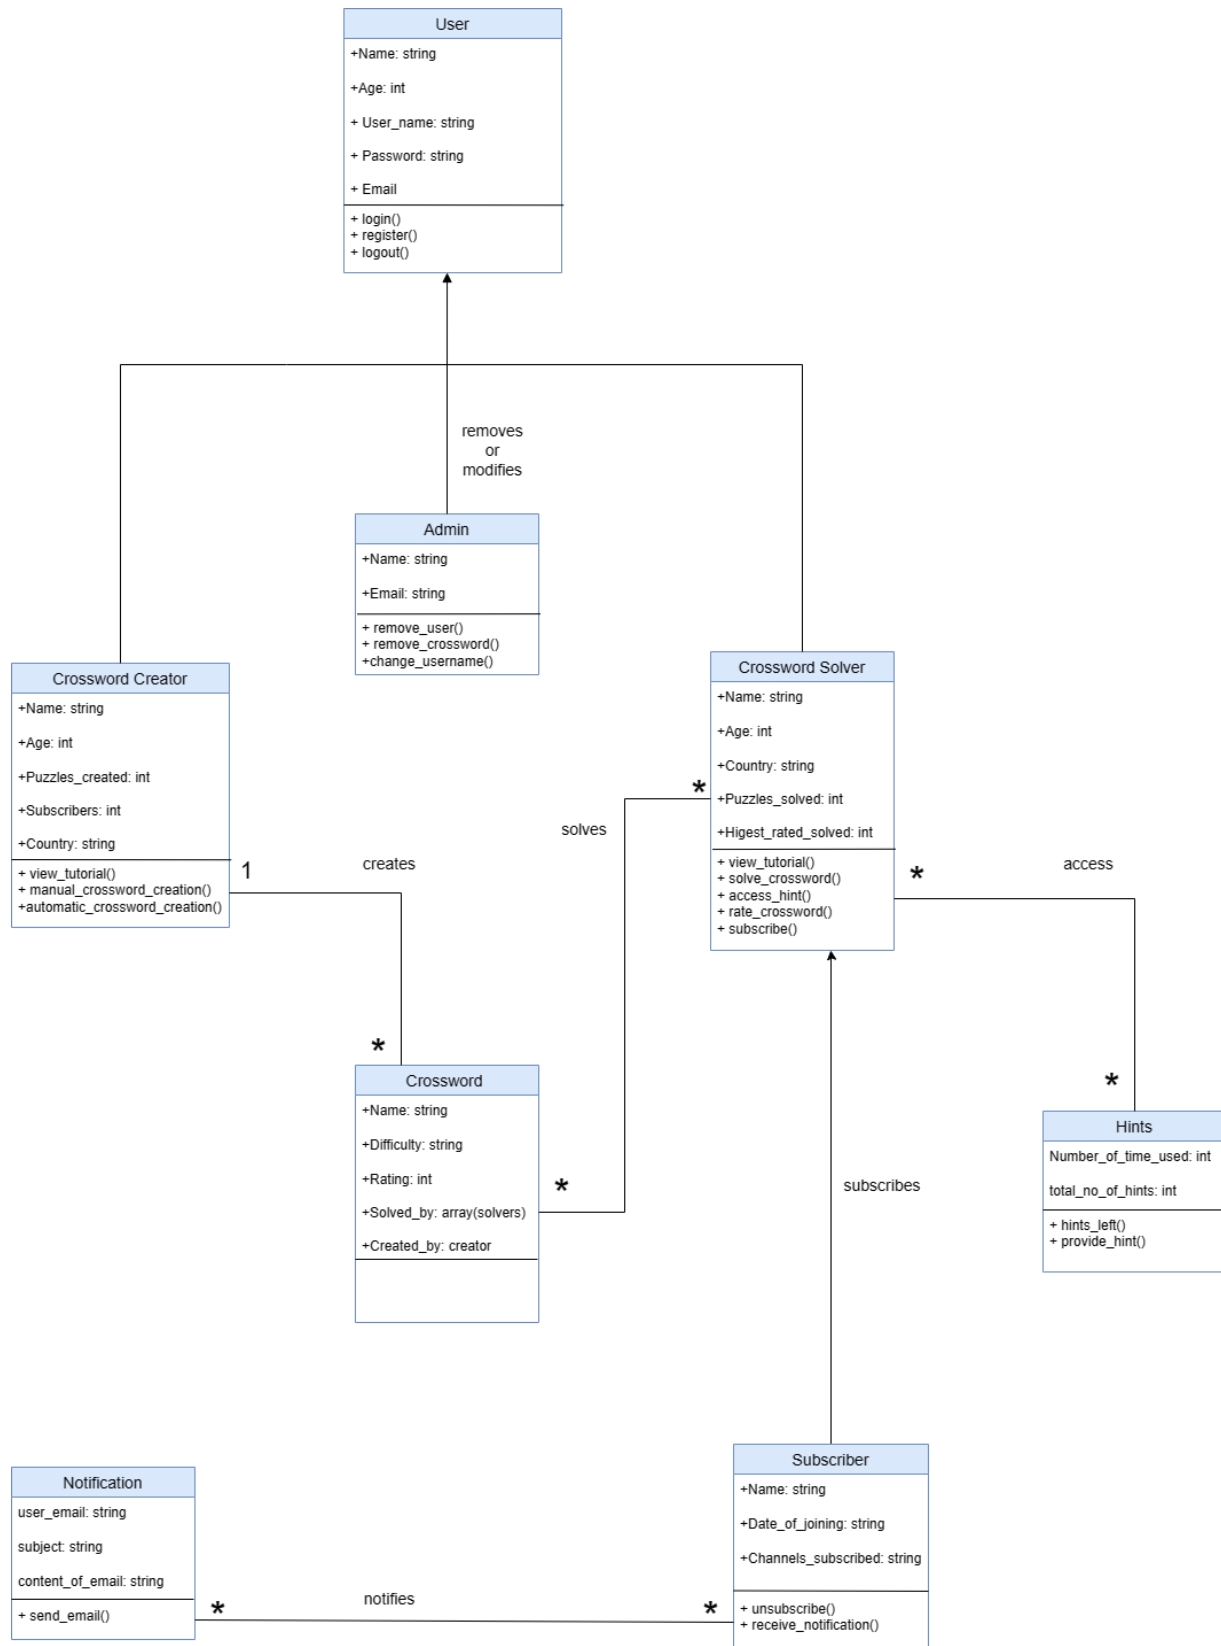 User
+Name: string
+Age: int
+ User_name: string
+ Password: string
+ Email
+ login()
+ register()
+ logout()
removes
or
modifies
Admin
+Name: string
+Email: string
+ remove_user()
+ remove_crossword()
+change_username()
Crossword Creator
+Name: string
+Age: int
+Puzzles_created: int
+Subscribers: int
+Country: string
+ view_tutorial()
+ manual_crossword_creation()
+automatic_crossword_creation()
1
creates
*
Crossword Solver
+Name: string
+Age: int
+Country: string
+Puzzles_solved: int
+Higest_rated_solved: int
+ view_tutorial()
+ solve_crossword()
+ access_hint()
+ rate_crossword()
+ subscribe()
*
solves
*
*
access
*
Crossword
+Name: string
+Difficulty: string
+Rating: int
+Solved_by: array(solvers)
+Created_by: creator
Hints
Number_of_time_used: int
total_no_of_hints: int
+ hints_left()
+ provide_hint()
subscribes
Notification
user_email: string
subject: string
content_of_email: string
+ send_email()
*
notifies
*
Subscriber
+Name: string
+Date_of_joining: string
+Channels_subscribed: string
+ unsubscribe()
+ receive_notification()